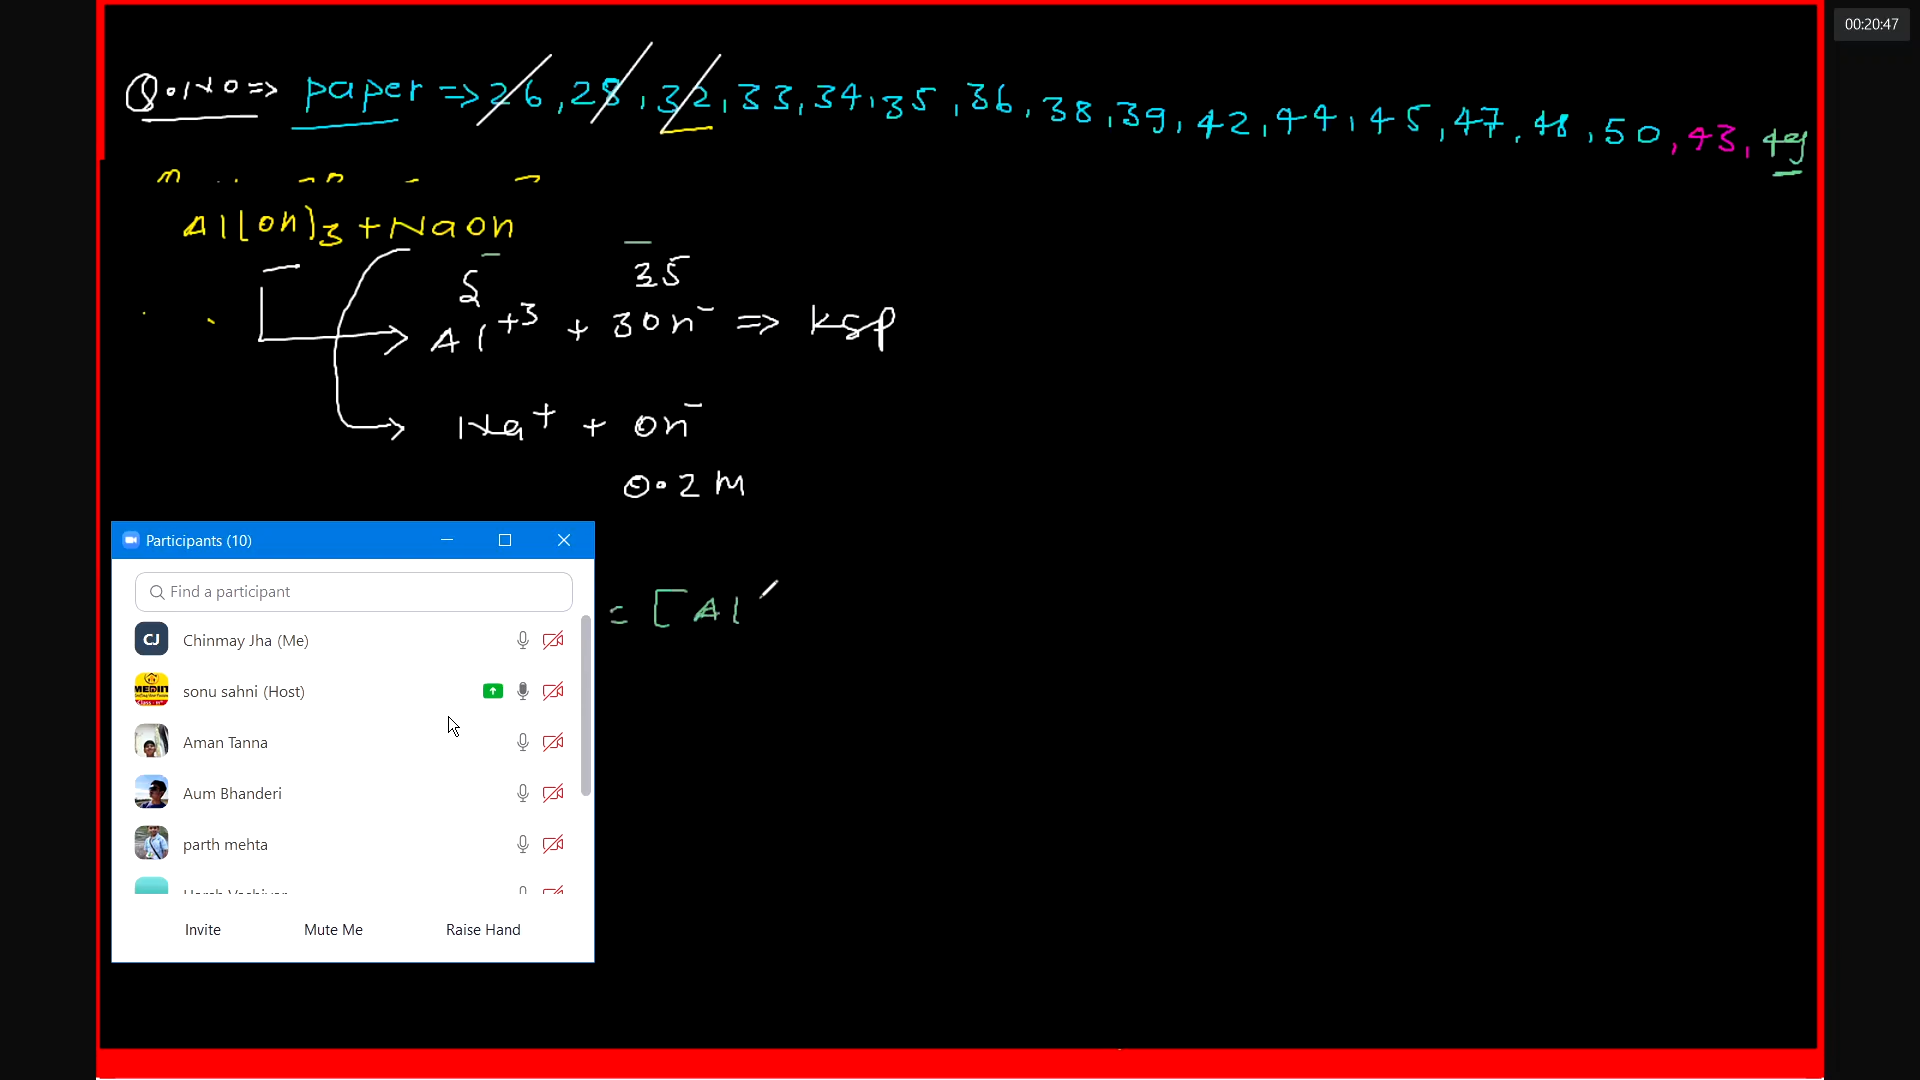 00:20:47
Q.No => paper => 26, 28, 32, 33, 34, 35, 36, 38, 39, 42, 44, 45, 47, 48, 50, 43, 49
Al(OH)3 + NaOH
S 3S
Al+3 + 3OH- => Ksp
Na+ + OH-
0.2 M
= [Al
Participants (10)
Find a participant
CJ Chinmay Jha (Me)
sonu sahni (Host)
Aman Tanna
Aum Bhanderi
parth mehta
Invite Mute Me Raise Hand